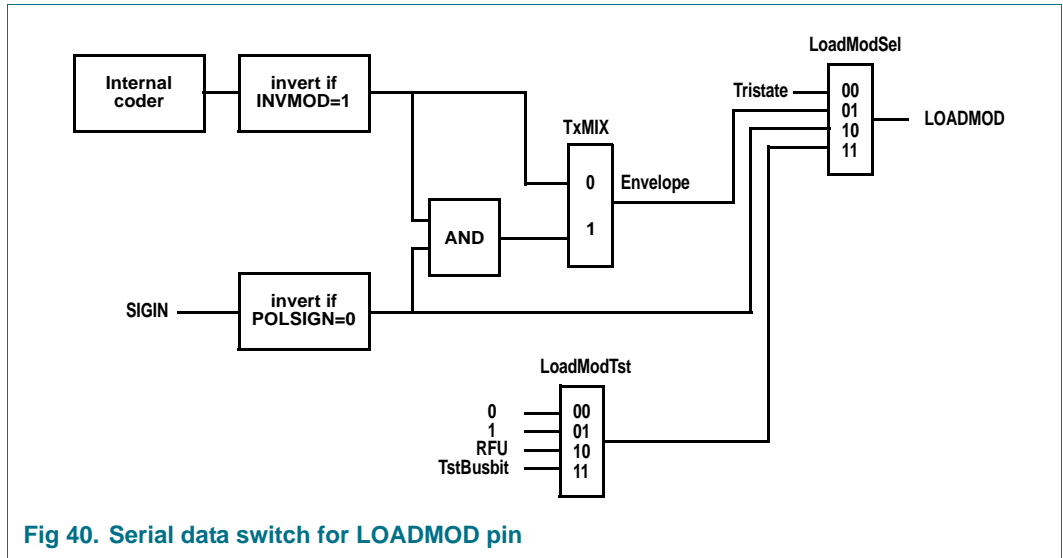 LoadModSel
Internal
coder
invert if
INVMOD=1
Tristate
00
01
10
11
LOADMOD
TxMIX
0
1
Envelope
AND
SIGIN
invert if
POLSIGN=0
LoadModTst
0
1
RFU
TstBusbit
00
01
10
11
Fig 40. Serial data switch for LOADMOD pin